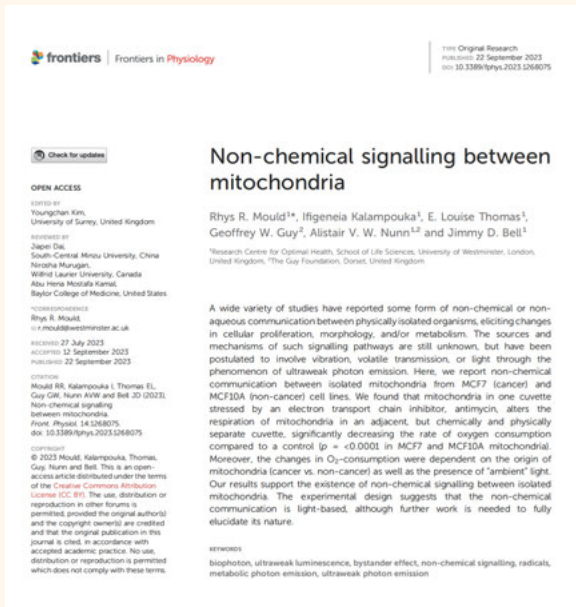 frontiers | Frontiers in Physiology
TYPE Original Research
PUBLISHED 22 September 2023
DOI 10.3389/fphys.2023.1268075
Check for updates
OPEN ACCESS
EDITED BY
Youngchan Kim,
University of Surrey, United Kingdom
REVIEWED BY
Jiapei Dai,
South-Central Minzu University, China
Nirosha Murugan,
Wilfrid Laurier University, Canada
Abu Hena Mostafa Kamal,
Baylor College of Medicine, United States
*CORRESPONDENCE
Rhys R. Mould,
r.mould@westminster.ac.uk
RECEIVED 27 July 2023
ACCEPTED 12 September 2023
PUBLISHED 22 September 2023
CITATION
Mould RR, Kalampouka I, Thomas EL,
Guy GW, Nunn AVW and Bell JD (2023),
Non-chemical signalling
between mitochondria.
Front. Physiol. 14:1268075.
doi: 10.3389/fphys.2023.1268075
COPYRIGHT
© 2023 Mould, Kalampouka, Thomas,
Guy, Nunn and Bell. This is an open-
access article distributed under the terms
of the Creative Commons Attribution
License (CC BY). The use, distribution or
reproduction in other forums is
permitted, provided the original author(s)
and the copyright owner(s) are credited
and that the original publication in this
journal is cited, in accordance with
accepted academic practice. No use,
distribution or reproduction is permitted
which does not comply with these terms.
Non-chemical signalling between
mitochondria
Rhys R. Mould¹*, Ifigeneia Kalampouka¹, E. Louise Thomas¹,
Geoffrey W. Guy², Alistair V. W. Nunn¹,² and Jimmy D. Bell¹
¹Research Centre for Optimal Health, School of Life Sciences, University of Westminster, London,
United Kingdom, ²The Guy Foundation, Dorset, United Kingdom
A wide variety of studies have reported some form of non-chemical or non-
aqueous communication between physically isolated organisms, eliciting changes
in cellular proliferation, morphology, and/or metabolism. The sources and
mechanisms of such signalling pathways are still unknown, but have been
postulated to involve vibration, volatile transmission, or light through the
phenomenon of ultraweak photon emission. Here, we report non-chemical
communication between isolated mitochondria from MCF7 (cancer) and
MCF10A (non-cancer) cell lines. We found that mitochondria in one cuvette
stressed by an electron transport chain inhibitor, antimycin, alters the
respiration of mitochondria in an adjacent, but chemically and physically
separate cuvette, significantly decreasing the rate of oxygen consumption
compared to a control (p = <0.0001 in MCF7 and MCF10A mitochondria).
Moreover, the changes in O₂-consumption were dependent on the origin of
mitochondria (cancer vs. non-cancer) as well as the presence of "ambient" light.
Our results support the existence of non-chemical signalling between isolated
mitochondria. The experimental design suggests that the non-chemical
communication is light-based, although further work is needed to fully
elucidate its nature.
KEYWORDS
biophoton, ultraweak luminescence, bystander effect, non-chemical signalling, radicals,
metabolic photon emission, ultraweak photon emission